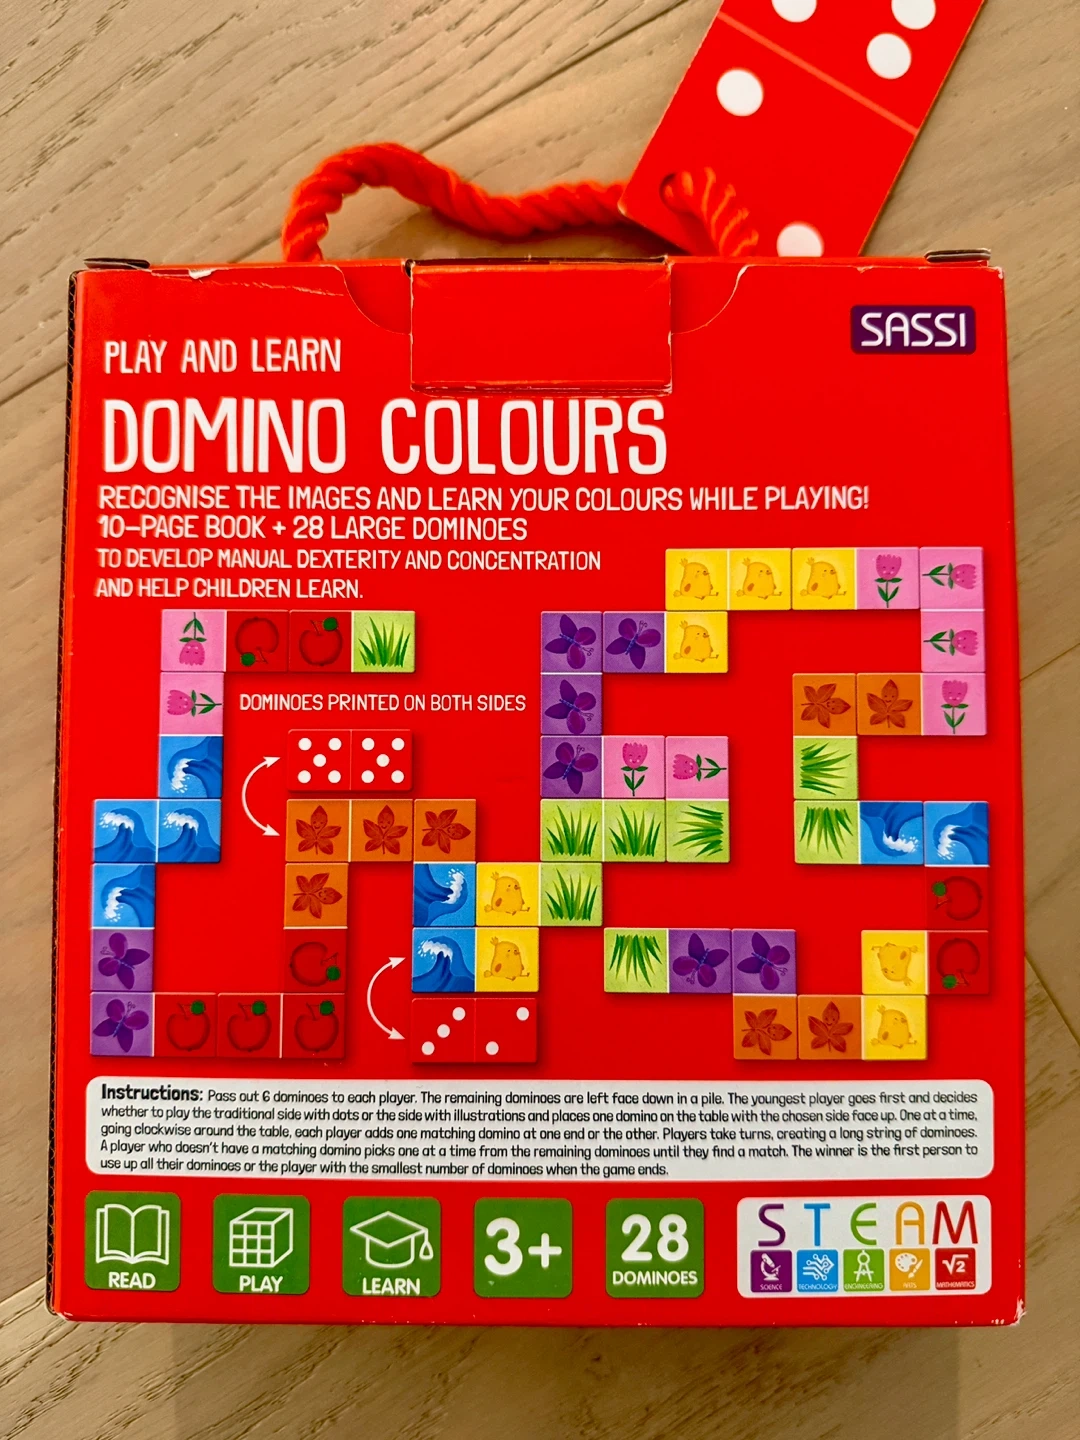 SASSI
PLAY AND LEARN
DOMINO COLOURS
RECOGNISE THE IMAGES AND LEARN YOUR COLOURS WHILE PLAYING!
10-PAGE BOOK + 28 LARGE DOMINOES
TO DEVELOP MANUAL DEXTERITY AND CONCENTRATION
AND HELP CHILDREN LEARN.
DOMINOES PRINTED ON BOTH SIDES
Instructions: Pass out 6 dominoes to each player. The remaining dominoes are left face down in a pile. The youngest player goes first and decides
whether to play the traditional side with dots or the side with illustrations and places one domino on the table with the chosen side face up. One at a time,
going clockwise around the table, each player adds one matching domino at one end or the other. Players take turns, creating a long string of dominoes.
A player who doesn't have a matching domino picks one at a time from the remaining dominoes until they find a match. The winner is the first person to
use up all their dominoes or the player with the smallest number of dominoes when the game ends.
READ
PLAY
LEARN
3+
28
DOMINOES
STEAM
√2
SCIENCE TECHNOLOGY ENGINEERING ARTS MATHEMATICS